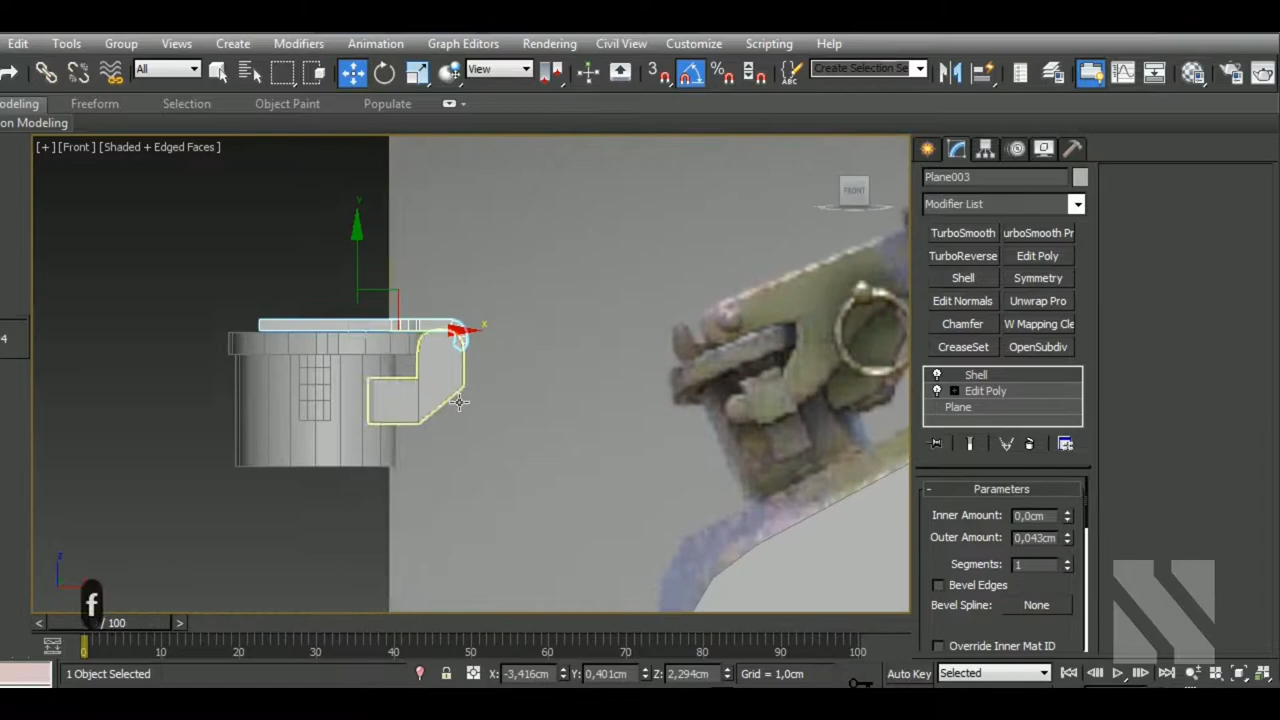 Edit Tools Group Views Create Modifiers Animation Graph Editors Rendering Civil View Customize Scripting Help
All View 3 % ABC Create Selection Se
odeling Freeform Selection Object Paint Populate
on Modeling
[+][Front][Shaded + Edged Faces]
FRONT
Plane003
Modifier List
TurboSmooth urboSmooth Pr
TurboReverse Edit Poly
Shell Symmetry
Edit Normals Unwrap Pro
Chamfer W Mapping Cle
CreaseSet OpenSubdiv
Shell
Edit Poly
Plane
y
x
4
z
f
- Parameters
Inner Amount: 0,0cm
Outer Amount: 0,043cm
Segments: 1
Bevel Edges
Bevel Spline: None
Override Inner Mat ID
< / 100 >
0 10 20 30 40 50 60 70 80 90 100
1 Object Selected X: -3,416cm Y: 0,401cm Z: 2,294cm Grid = 1,0cm Auto Key Selected